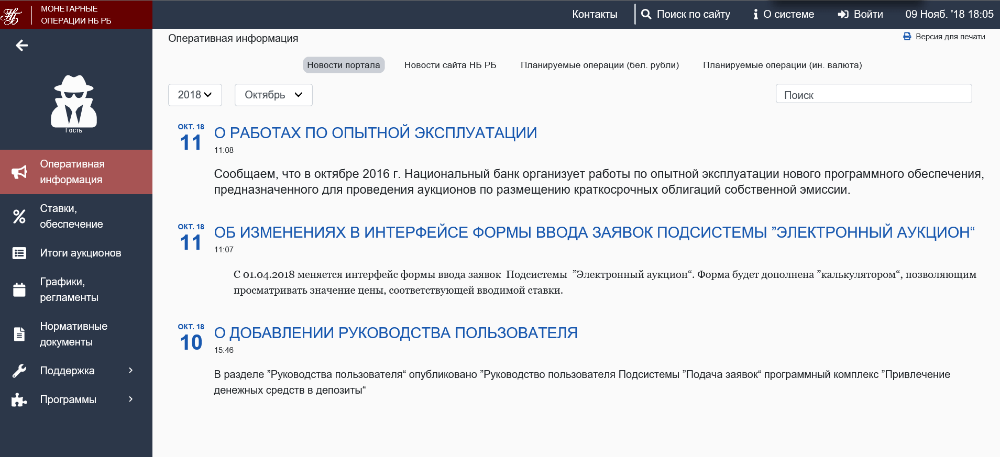 МОНЕТАРНЫЕ
ОПЕРАЦИИ НБ РБ
Контакты
Поиск по сайту
О системе
Войти
09 Нояб. '18 18:05
Гость
Оперативная
информация
Ставки,
обеспечение
Итоги аукционов
Графики,
регламенты
Нормативные
документы
Поддержка
Программы
Оперативная информация
Версия для печати
Новости портала
Новости сайта НБ РБ
Планируемые операции (бел. рубли)
Планируемые операции (ин. валюта)
2018
Октябрь
Поиск
ОКТ. 18
11
О РАБОТАХ ПО ОПЫТНОЙ ЭКСПЛУАТАЦИИ
11:08
Сообщаем, что в октябре 2016 г. Национальный банк организует работы по опытной эксплуатации нового программного обеспечения,
предназначенного для проведения аукционов по размещению краткосрочных облигаций собственной эмиссии.
ОКТ. 18
11
ОБ ИЗМЕНЕНИЯХ В ИНТЕРФЕЙСЕ ФОРМЫ ВВОДА ЗАЯВОК ПОДСИСТЕМЫ ”ЭЛЕКТРОННЫЙ АУКЦИОН“
11:07
С 01.04.2018 меняется интерфейс формы ввода заявок Подсистемы ”Электронный аукцион“. Форма будет дополнена ”калькулятором“, позволяющим
просматривать значение цены, соответствующей вводимой ставки.
ОКТ. 18
10
О ДОБАВЛЕНИИ РУКОВОДСТВА ПОЛЬЗОВАТЕЛЯ
15:46
В разделе ”Руководства пользователя“ опубликовано ”Руководство пользователя Подсистемы ”Подача заявок“ программный комплекс ”Привлечение
денежных средств в депозиты“